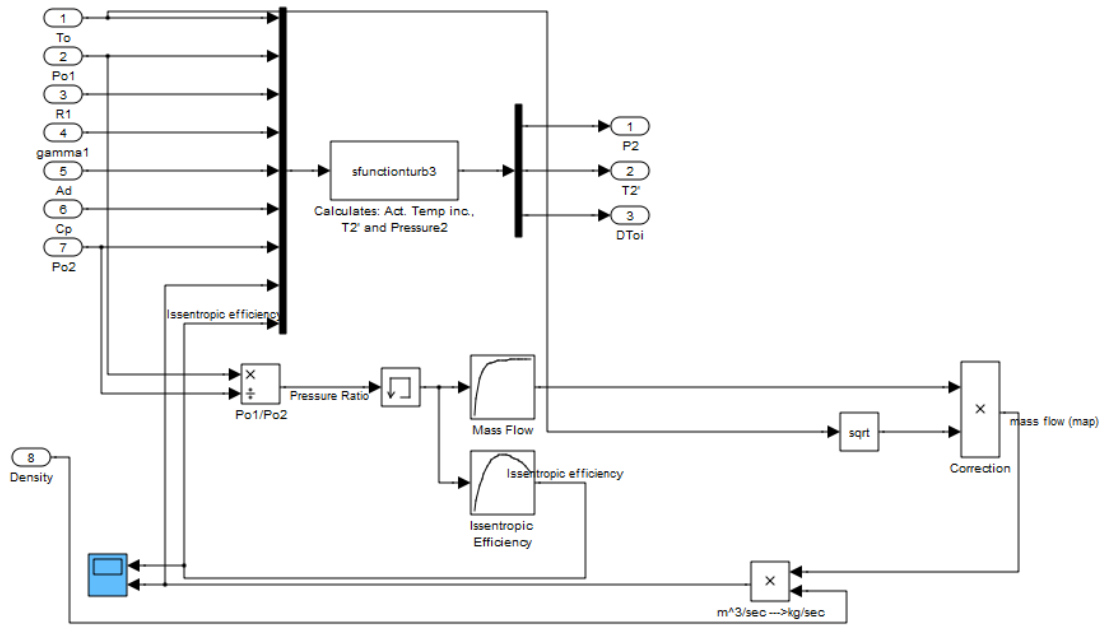 1
To
2
Po1
3
R1
4
gamma1
5
Ad
6
Cp
7
Po2
sfunctionturb3
Calculates: Act. Temp inc.,
T2' and Pressure2
1
P2
2
T2'
3
DToi
Issentropic efficiency
×
÷
Po1/Po2
Pressure Ratio
Mass Flow
sqrt
×
Correction
mass flow (map)
8
Density
Issentropic efficiency
Issentropic
Efficiency
×
m^3/sec --->kg/sec